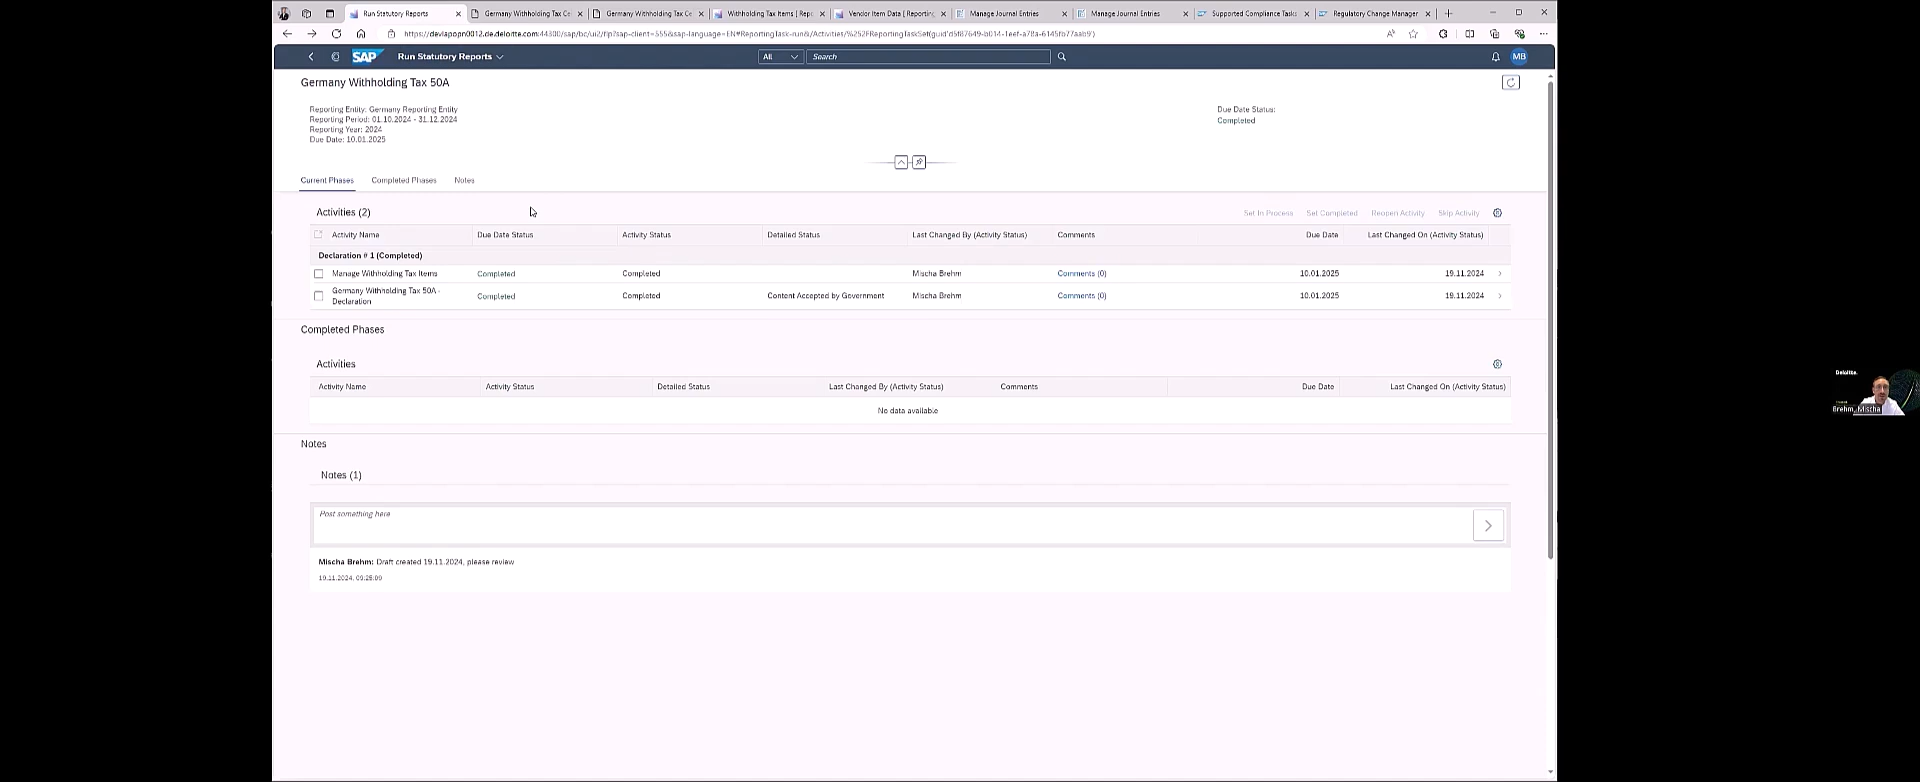 Run Statutory Reports
Germany Withholding Tax Ce
Germany Withholding Tax Ce
Withholding Tax Items [ Repo
Vendor Item Data [ Reporting
Manage Journal Entries
Manage Journal Entries
Supported Compliance Tasks
Regulatory Change Manager
SAP
Run Statutory Reports
All
Search
MB
Germany Withholding Tax 50A
Reporting Entity: Germany Reporting Entity
Reporting Period: 01.10.2024 - 31.12.2024
Reporting Year: 2024
Due Date: 10.01.2025
Due Date Status:
Completed
Current Phases
Completed Phases
Notes
Activities (2)
Set In Process
Set Completed
Reopen Activity
Skip Activity
Activity Name
Due Date Status
Activity Status
Detailed Status
Last Changed By (Activity Status)
Comments
Due Date
Last Changed On (Activity Status)
Declaration # 1 (Completed)
Manage Withholding Tax Items
Completed
Completed
Mischa Brehm
Comments (0)
10.01.2025
19.11.2024
Germany Withholding Tax 50A -
Declaration
Completed
Completed
Content Accepted by Government
Mischa Brehm
Comments (0)
10.01.2025
19.11.2024
Completed Phases
Activities
Activity Name
Activity Status
Detailed Status
Last Changed By (Activity Status)
Comments
Due Date
Last Changed On (Activity Status)
No data available
Notes
Notes (1)
Post something here
Mischa Brehm: Draft created 19.11.2024, please review
19.11.2024, 09:25:09
Deloitte.
Brehm, Mischa